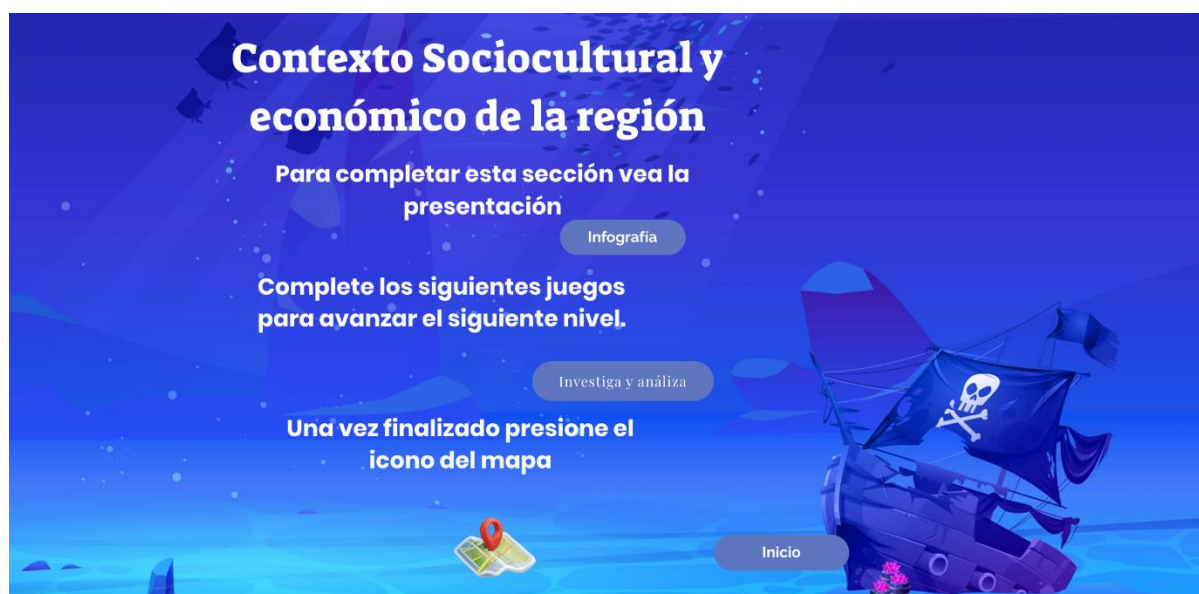 Contexto Sociocultural y
económico de la región
Para completar esta sección vea la
presentación
Infografía
Complete los siguientes juegos
para avanzar el siguiente nivel.
Investiga y análiza
Una vez finalizado presione el
icono del mapa
Inicio